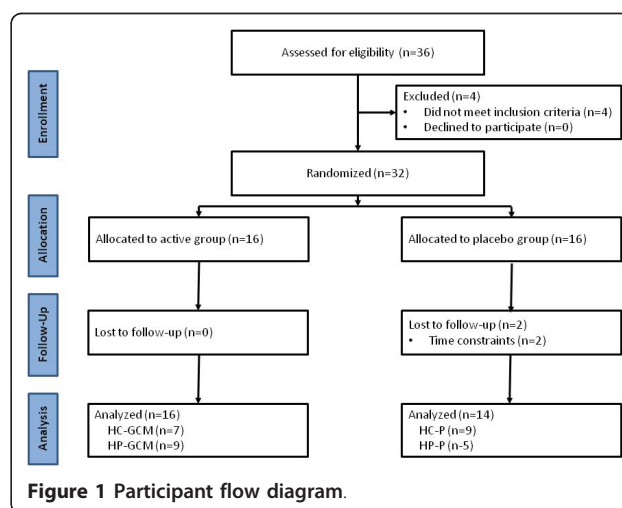 Enrollment
Assessed for eligibility (n=36)
Excluded (n=4)
• Did not meet inclusion criteria (n=4)
• Declined to participate (n=0)
Randomized (n=32)
Allocation
Allocated to active group (n=16)
Allocated to placebo group (n=16)
Follow-Up
Lost to follow-up (n=0)
Lost to follow-up (n=2)
• Time constraints (n=2)
Analysis
Analyzed (n=16)
HC-GCM (n=7)
HP-GCM (n=9)
Analyzed (n=14)
HC-P (n=9)
HP-P (n-5)
Figure 1 Participant flow diagram.